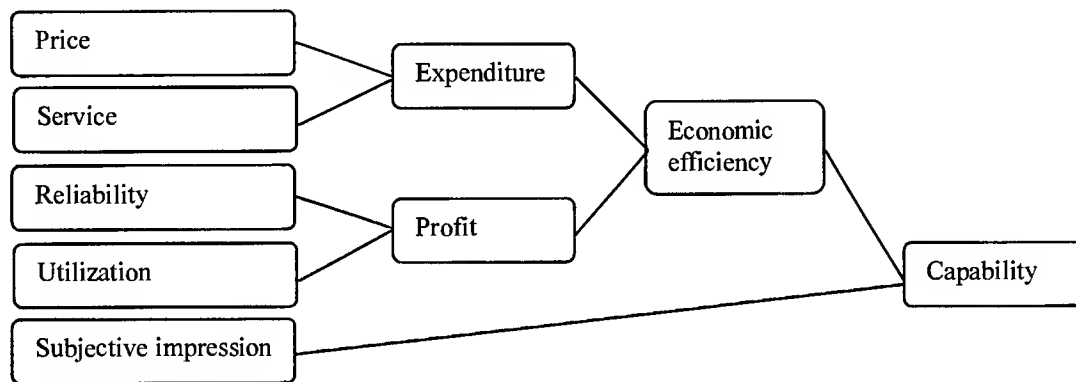 Price
Service
Reliability
Utilization
Subjective impression
Expenditure
Profit
Economic
efficiency
Capability